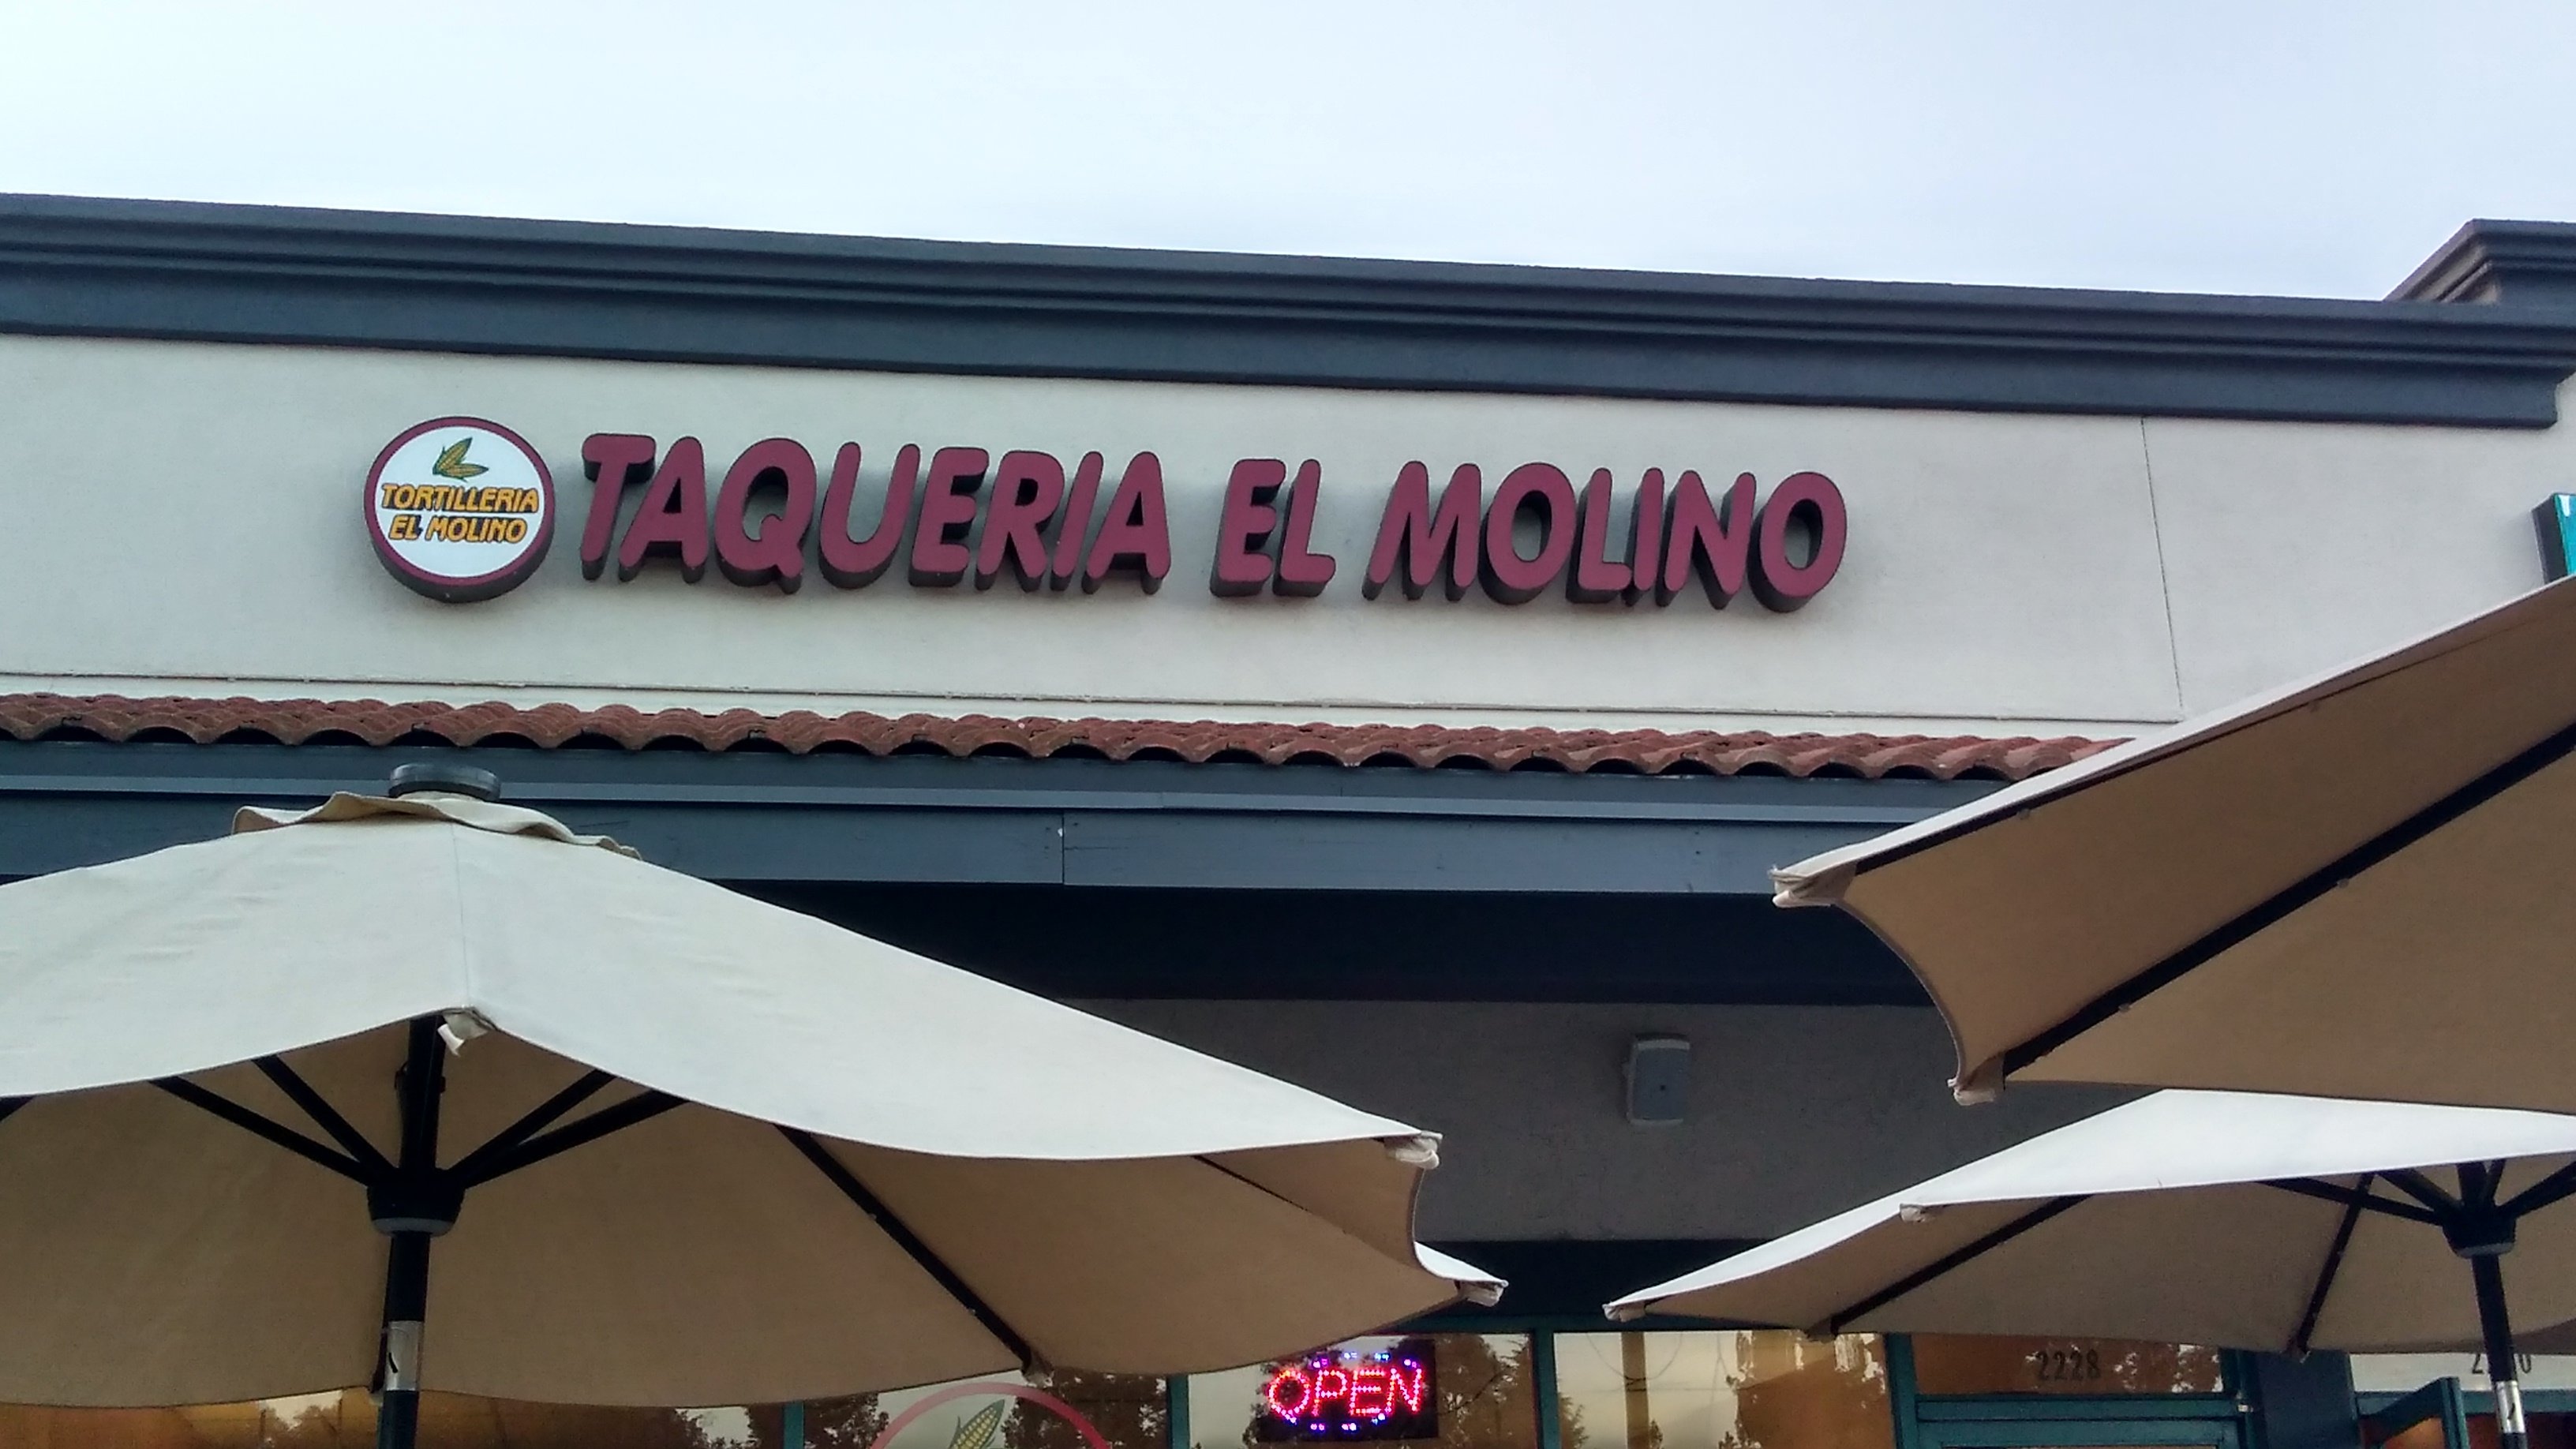 TORTILLERIA
EL MOLINO
TAQUERIA EL MOLINO
OPEN
2228